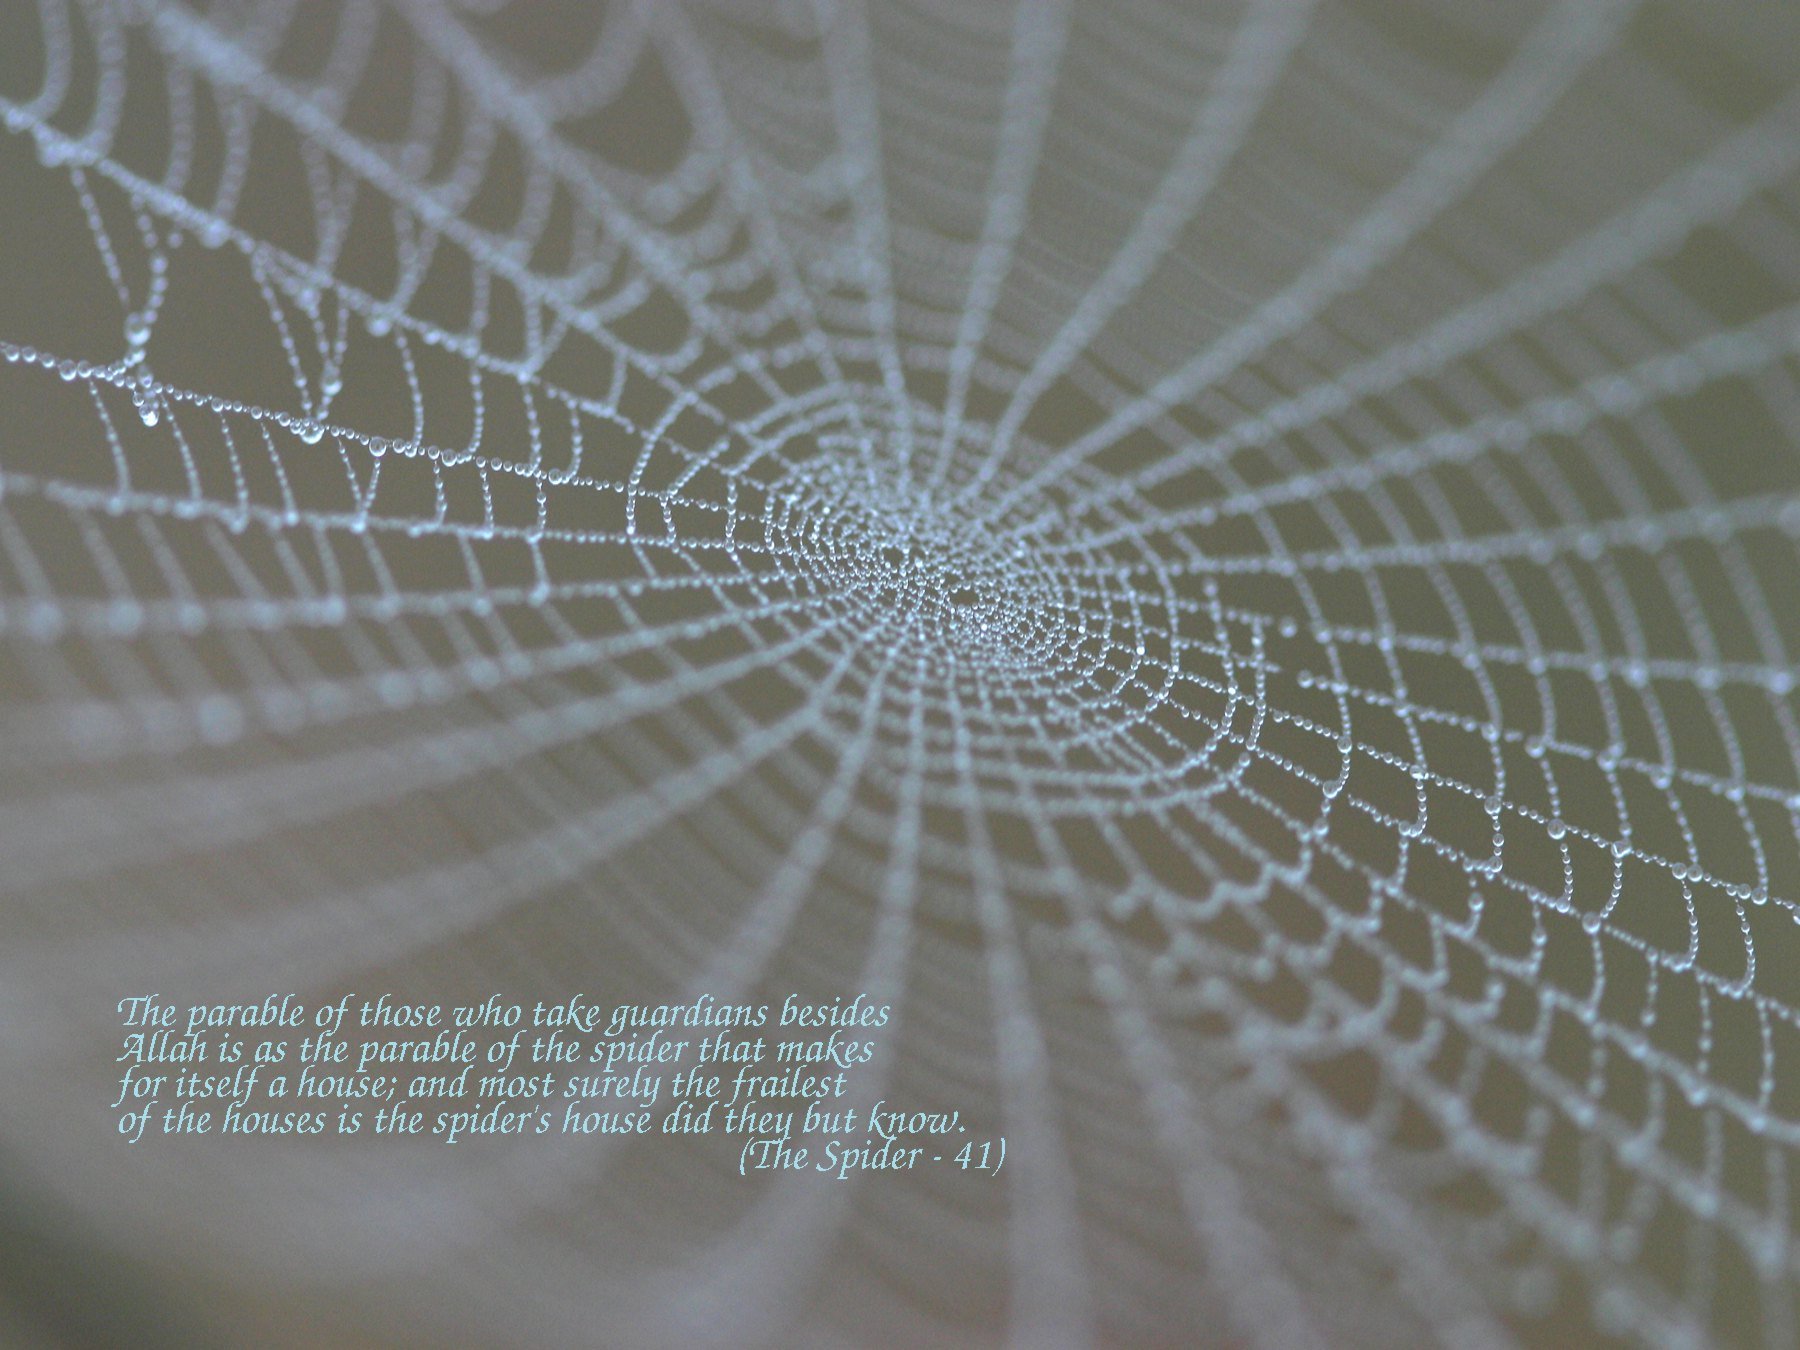 The parable of those who take guardians besides
Allah is as the parable of the spider that makes
for itself a house; and most surely the frailest
of the houses is the spider's house did they but know.
(The Spider - 41)